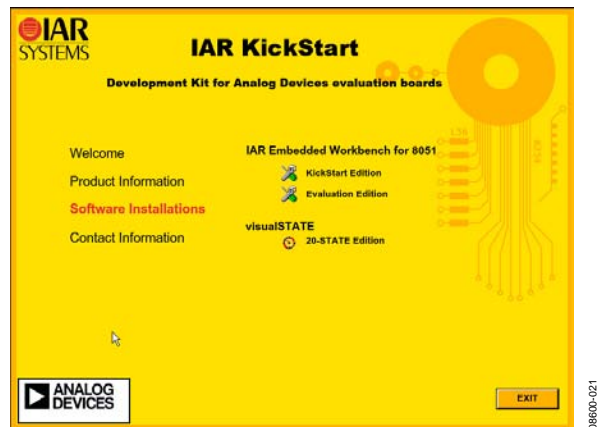 IAR
SYSTEMS
IAR KickStart
Development Kit for Analog Devices evaluation boards
Welcome
Product Information
Software Installations
Contact Information
IAR Embedded Workbench for 8051
KickStart Edition
Evaluation Edition
visualSTATE
20-STATE Edition
ANALOG
DEVICES
EXIT
08600-021